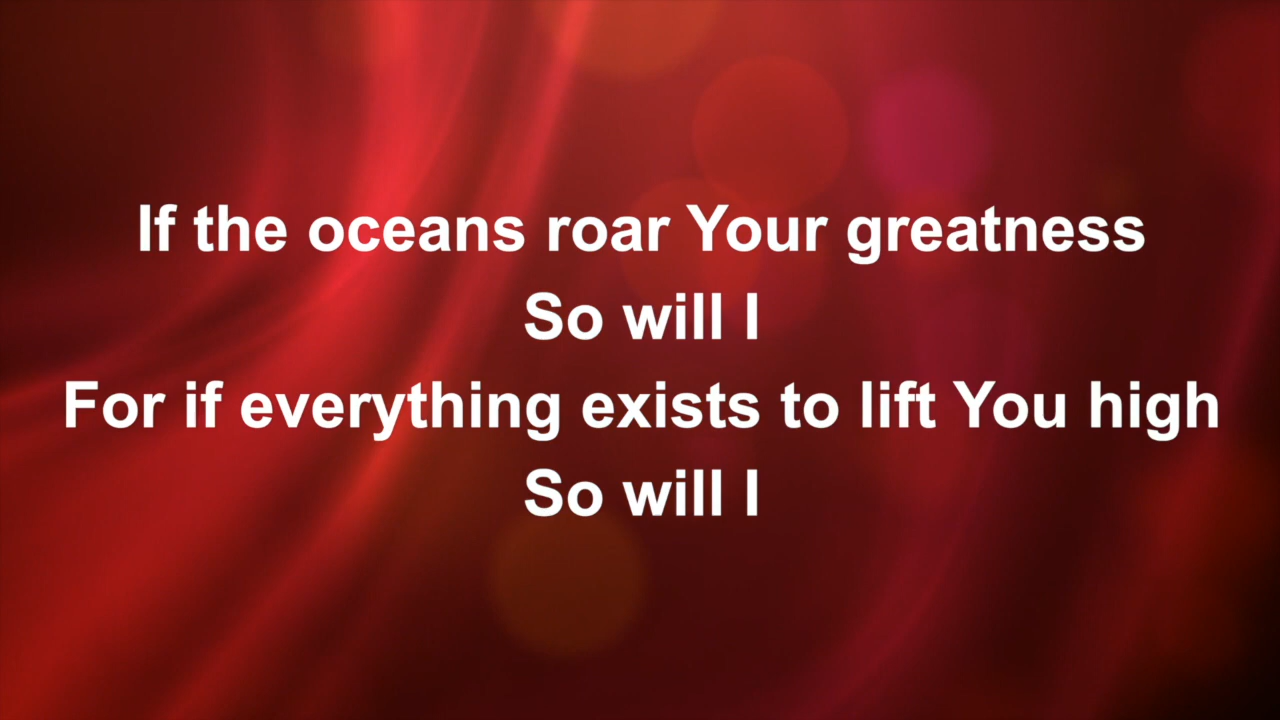 If the oceans roar Your greatness
So will I
For if everything exists to lift You high
So will I